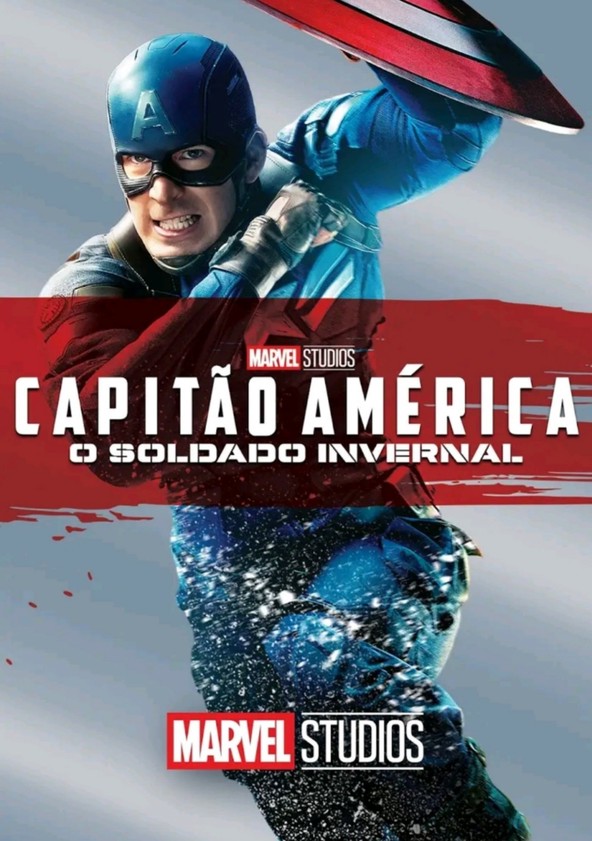 A
MARVEL STUDIOS
CAPITÃO AMÉRICA
O SOLDADO INVERNAL
MARVEL STUDIOS